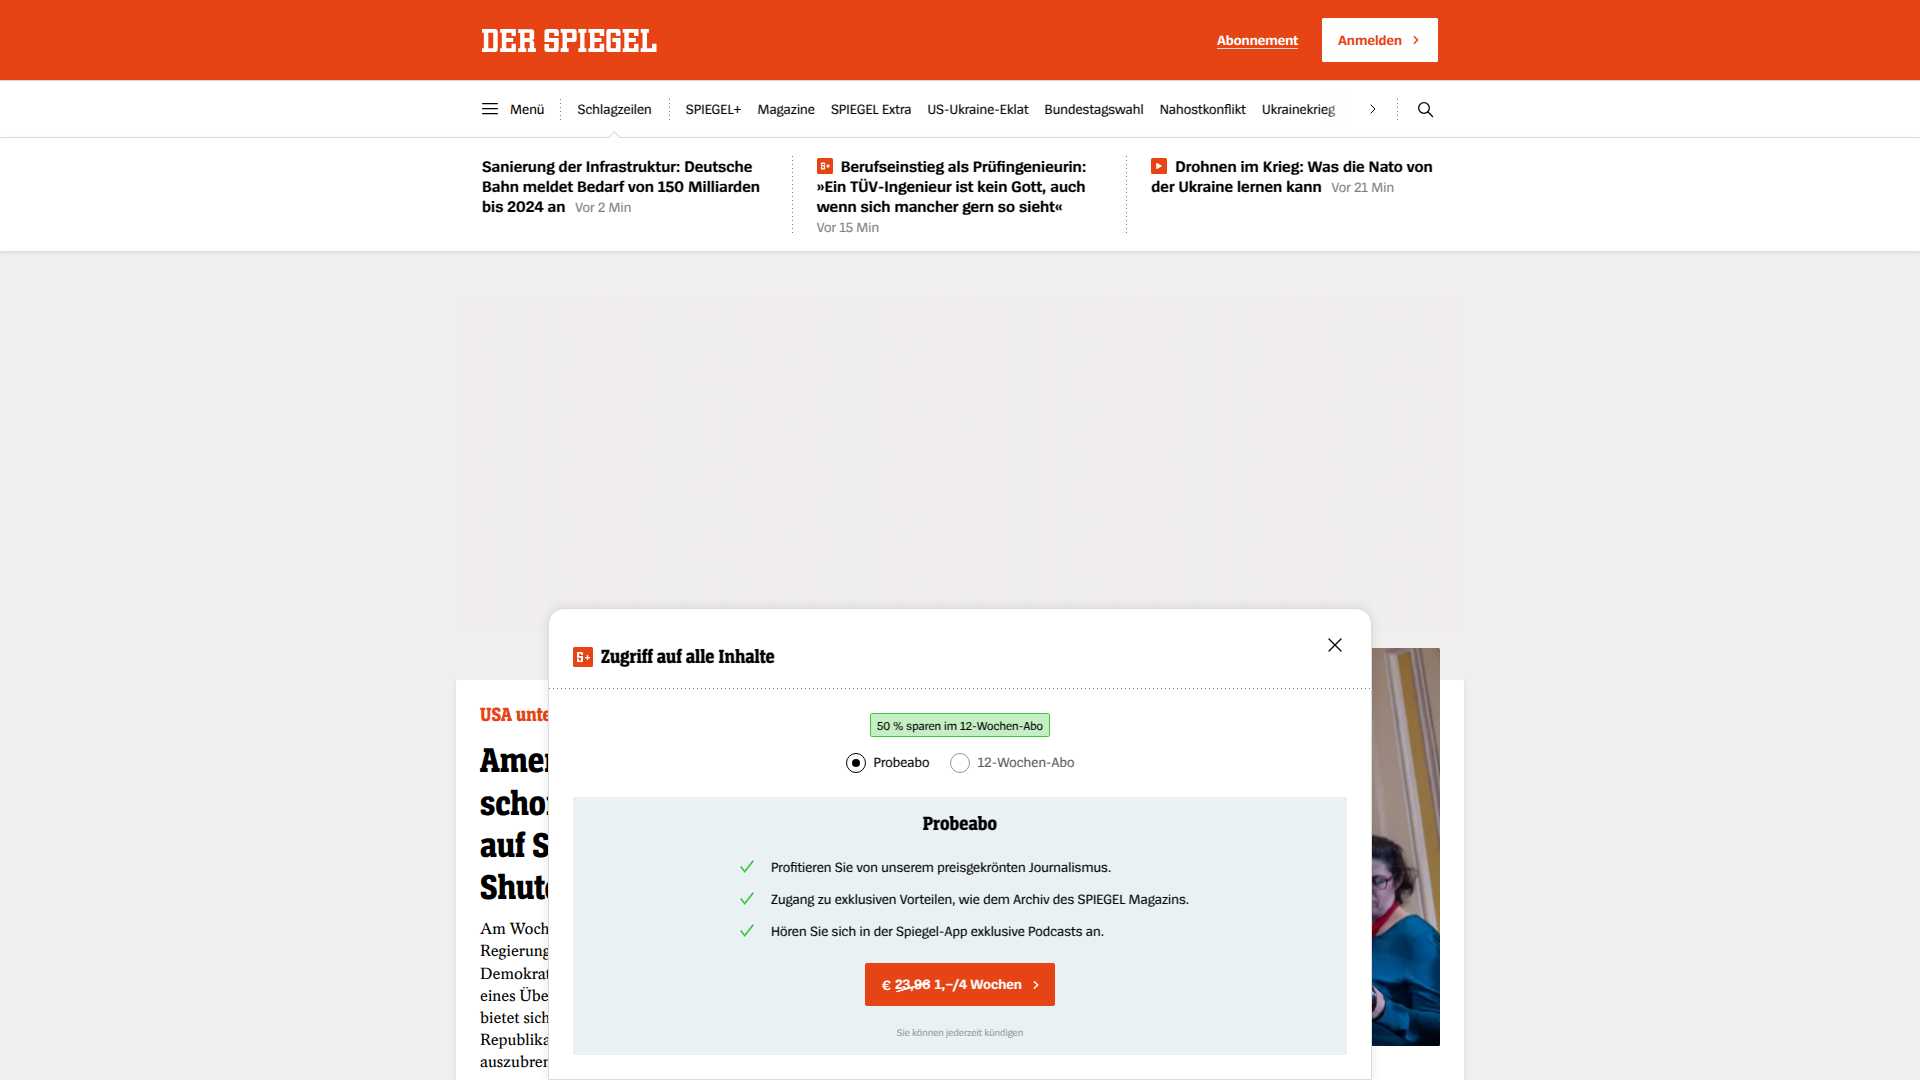 DER SPIEGEL
Abonnement
Anmelden
Menü
Schlagzeilen
SPIEGEL+
Magazine
SPIEGEL Extra
US-Ukraine-Eklat
Bundestagswahl
Nahostkonflikt
Ukrainekrieg
Sanierung der Infrastruktur: Deutsche
Bahn meldet Bedarf von 150 Milliarden
bis 2024 an Vor 2 Min
Berufseinstieg als Prüfingenieurin:
»Ein TÜV-Ingenieur ist kein Gott, auch
wenn sich mancher gern so sieht«
Vor 15 Min
Drohnen im Krieg: Was die Nato von
der Ukraine lernen kann Vor 21 Min
Zugriff auf alle Inhalte
50 % sparen im 12-Wochen-Abo
Probeabo
12-Wochen-Abo
Probeabo
Profitieren Sie von unserem preisgekrönten Journalismus.
Zugang zu exklusiven Vorteilen, wie dem Archiv des SPIEGEL Magazins.
Hören Sie sich in der Spiegel-App exklusive Podcasts an.
€ 23,96 1,–/4 Wochen
Sie können jederzeit kündigen
USA unte
Amer
scho
auf S
Shut
Am Woch
Regierung
Demokrat
eines Übe
bietet sich
Republika
auszubren